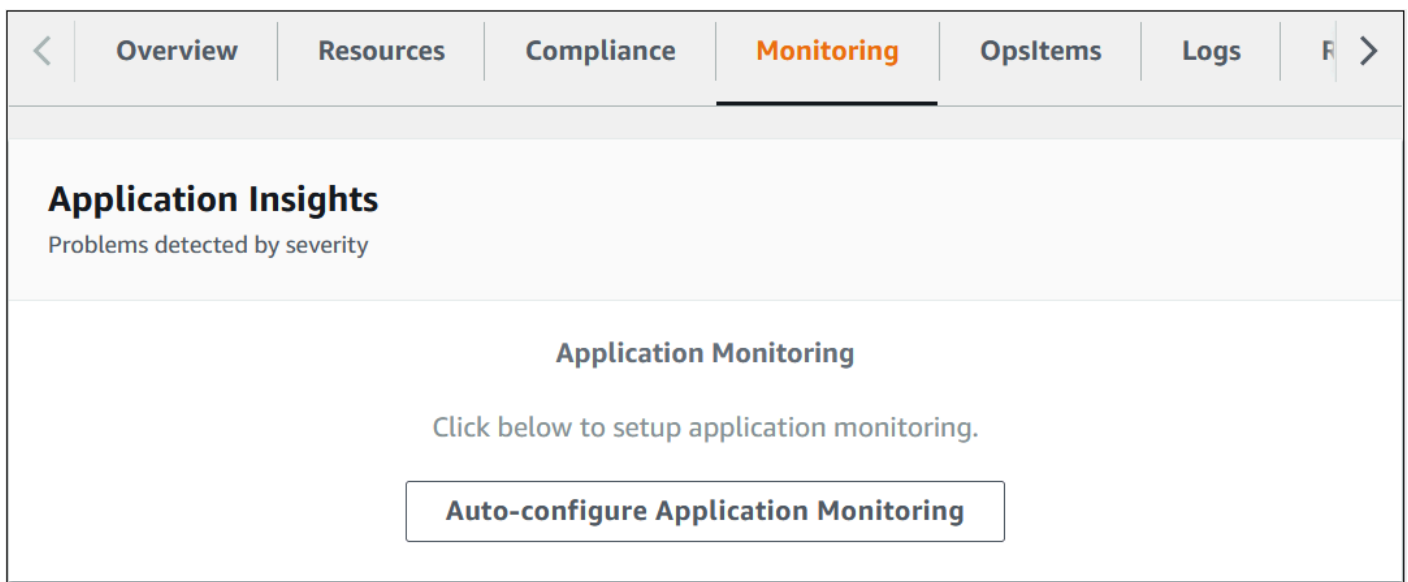 Overview Resources Compliance Monitoring OpsItems Logs
Application Insights
Problems detected by severity
Application Monitoring
Click below to setup application monitoring.
Auto-configure Application Monitoring